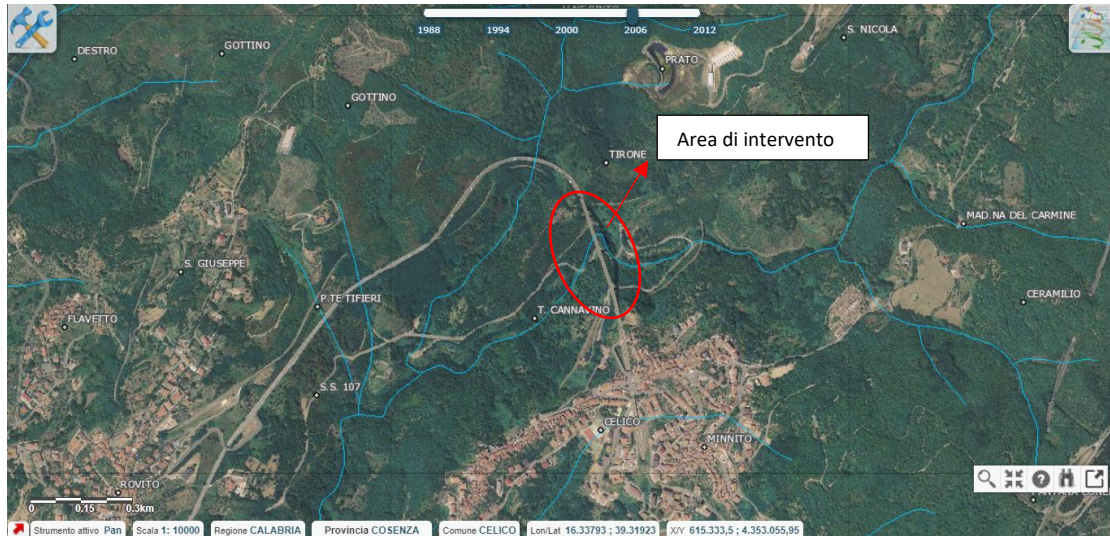 1988 1994 2000 2006 2012
DESTRO
GOTTINO
S. NICOLA
PRATO
GOTTINO
Area di intervento
TIRONE
MAD.NA DEL CARMINE
S. GIUSEPPE
P.TE TIFIERI
CERAMILIO
FLAVETTO
T. CANNAVINO
S.S. 107
CELICO
MINNITO
ROVITO
0 0.15 0.3km
Strumento attivo Pan Scala 1: 10000 Regione CALABRIA Provincia COSENZA Comune CELICO Lon/Lat 16.33793 ; 39.31923 X/Y 615.333,5 ; 4.353.055,95